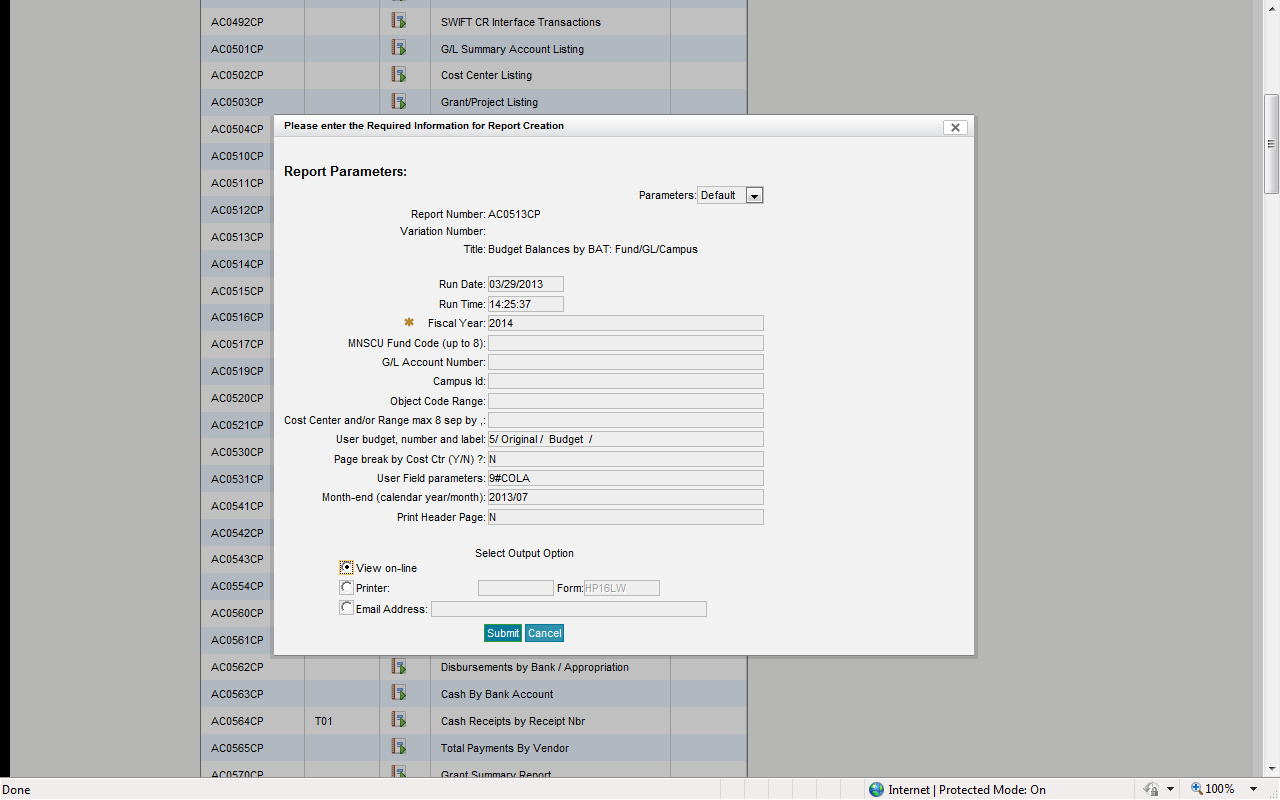 AC0492CP SWIFT CR Interface Transactions
AC0501CP G/L Summary Account Listing
AC0502CP Cost Center Listing
AC0503CP Grant/Project Listing
AC0504CP
AC0510CP
AC0511CP
AC0512CP
AC0513CP
AC0514CP
AC0515CP
AC0516CP
AC0517CP
AC0519CP
AC0520CP
AC0521CP
AC0530CP
AC0531CP
AC0541CP
AC0542CP
AC0543CP
AC0554CP
AC0560CP
AC0561CP
Please enter the Required Information for Report Creation
Report Parameters:
Parameters: Default
Report Number: AC0513CP
Variation Number:
Title: Budget Balances by BAT: Fund/GL/Campus
Run Date: 03/29/2013
Run Time: 14:25:37
Fiscal Year: 2014
MNSCU Fund Code (up to 8):
G/L Account Number:
Campus Id:
Object Code Range:
Cost Center and/or Range max 8 sep by ,:
User budget, number and label: 5/ Original / Budget /
Page break by Cost Ctr (Y/N) ?: N
User Field parameters: 9#COLA
Month-end (calendar year/month): 2013/07
Print Header Page: N
Select Output Option
View on-line
Printer: Form: HP16LW
Email Address:
Submit Cancel
AC0562CP Disbursements by Bank / Appropriation
AC0563CP Cash By Bank Account
AC0564CP T01 Cash Receipts by Receipt Nbr
AC0565CP Total Payments By Vendor
AC0570CP Grant Summary Report
Done Internet | Protected Mode: On 100%